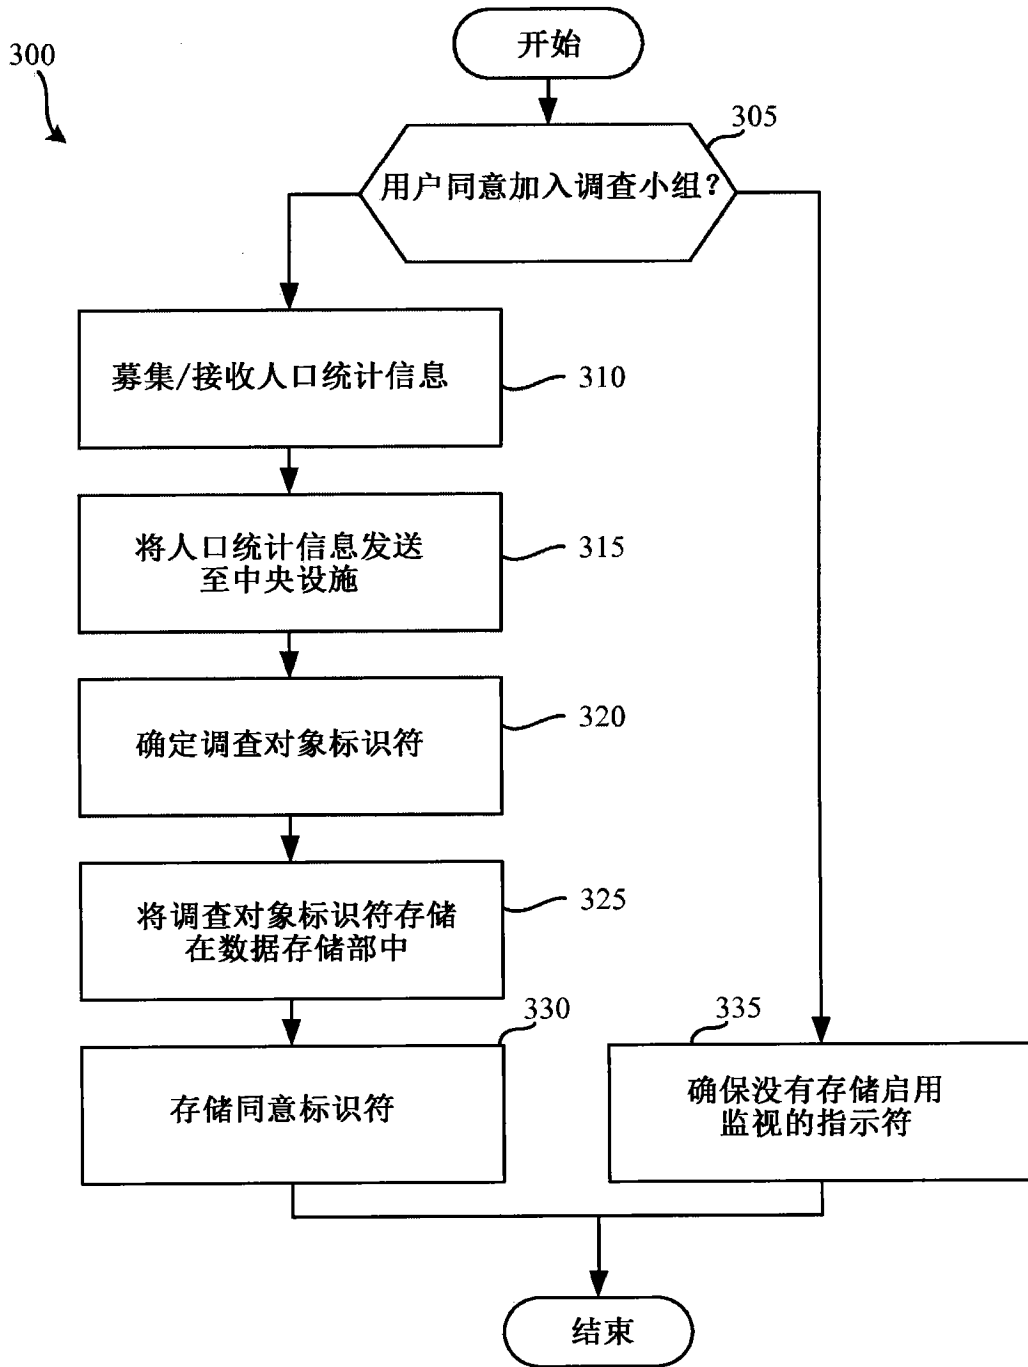 开始
300
305
用户同意加入调查小组？
募集/接收人口统计信息
310
将人口统计信息发送
至中央设施
315
确定调查对象标识符
320
将调查对象标识符存储
在数据存储部中
325
存储同意标识符
330
335
确保没有存储启用
监视的指示符
结束